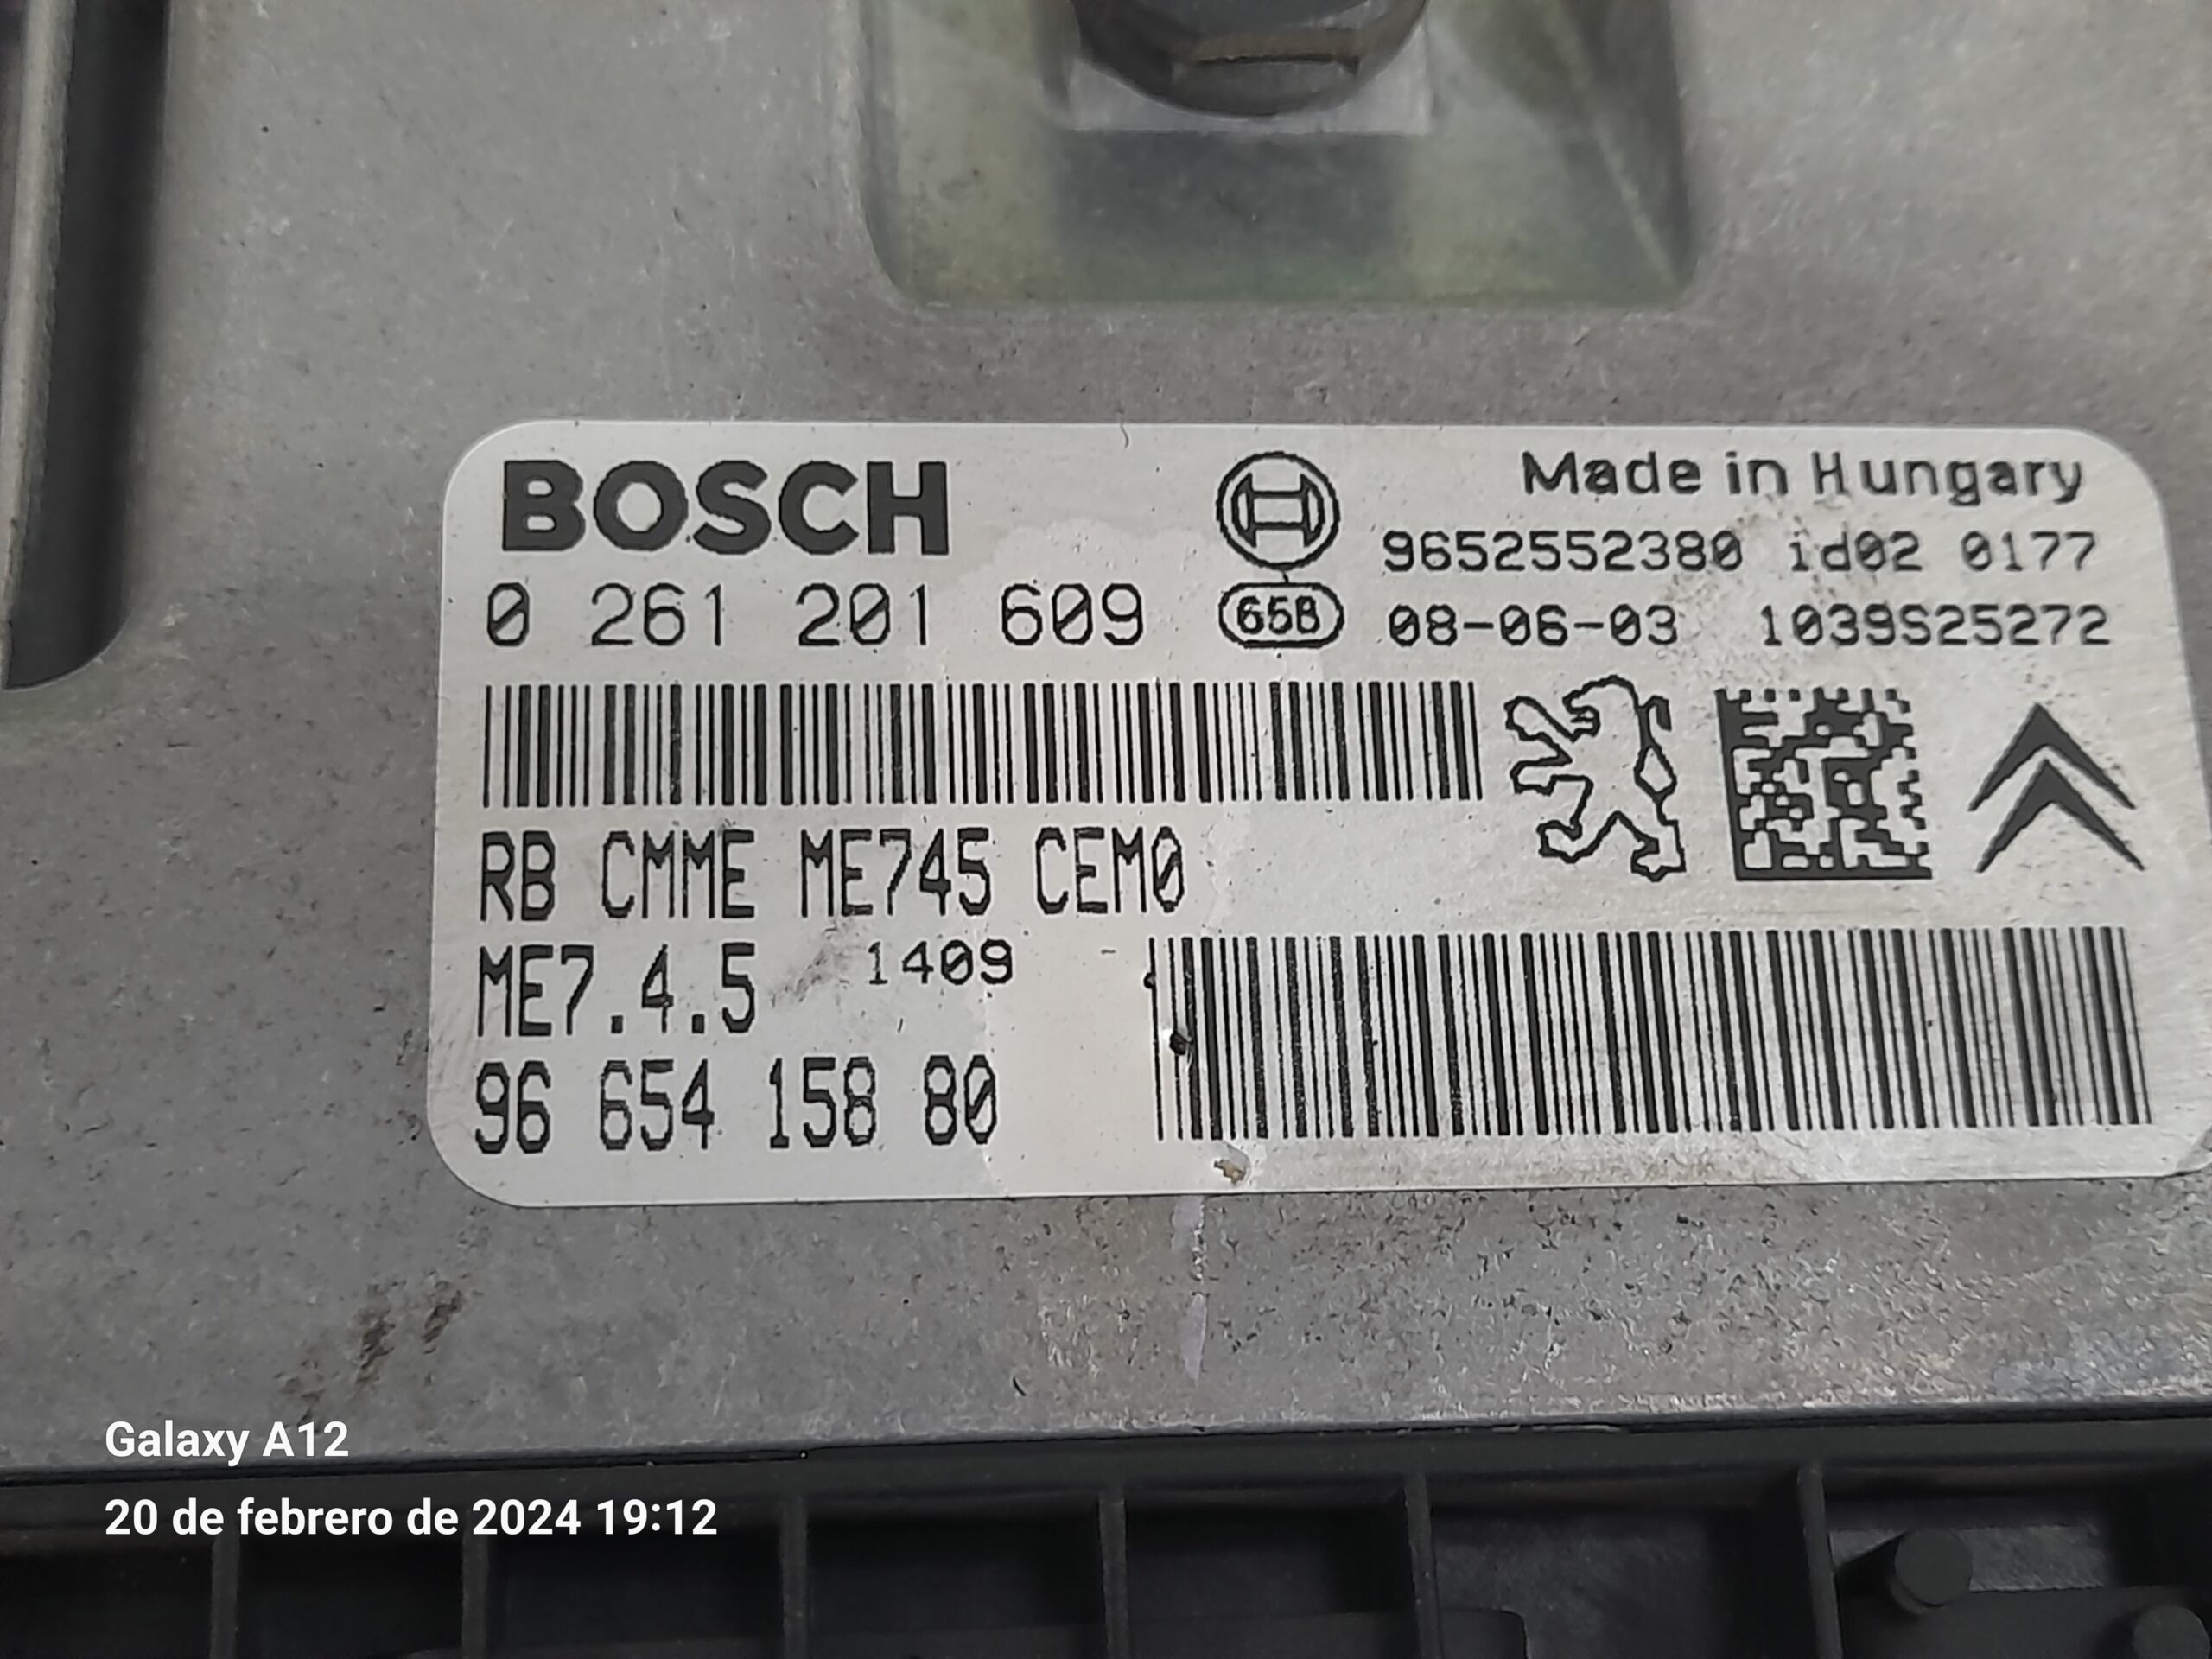 BOSCH
Made in Hungary
9652552380 id02 0177
0 261 201 609
65B
08-06-03 1039S25272
RB CMME ME745 CEM0
ME7.4.5 1409
96 654 158 80
Galaxy A12
20 de febrero de 2024 19:12